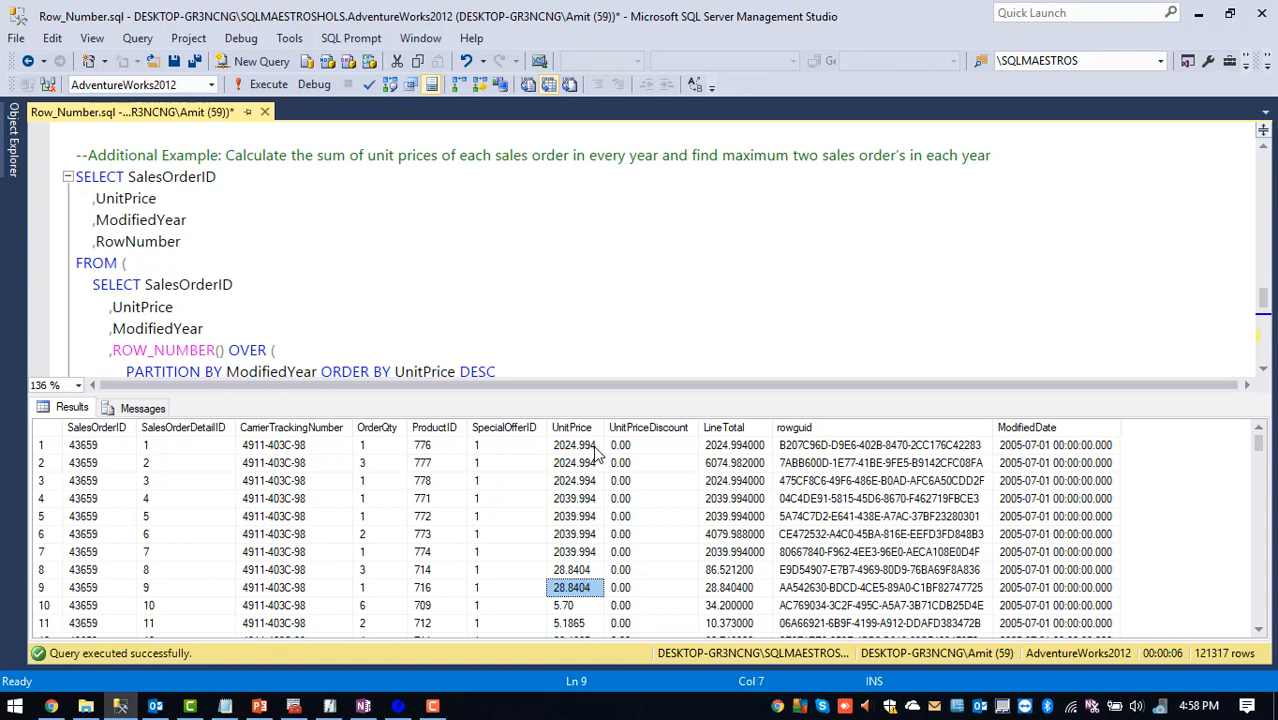 Row_Number.sql - DESKTOP-GR3NCNG\SQLMAESTROSHOLS.AdventureWorks2012 (DESKTOP-GR3NCNG\Amit (59))* - Microsoft SQL Server Management Studio
Quick Launch
File Edit View Query Project Debug Tools SQL Prompt Window Help
New Query
\SQLMAESTROS
AdventureWorks2012 Execute Debug
Row_Number.sql -...R3NCNG\Amit (59))*
Object Explorer
--Additional Example: Calculate the sum of unit prices of each sales order in every year and find maximum two sales order's in each year
SELECT SalesOrderID
,UnitPrice
,ModifiedYear
,RowNumber
FROM (
SELECT SalesOrderID
,UnitPrice
,ModifiedYear
,ROW_NUMBER() OVER (
PARTITION BY ModifiedYear ORDER BY UnitPrice DESC
136 %
Results Messages
SalesOrderID SalesOrderDetailID CarrierTrackingNumber OrderQty ProductID SpecialOfferID UnitPrice UnitPriceDiscount LineTotal rowguid ModifiedDate
1 43659 1 4911-403C-98 1 776 1 2024.994 0.00 2024.994000 B207C96D-D9E6-402B-8470-2CC176C42283 2005-07-01 00:00:00.000
2 43659 2 4911-403C-98 3 777 1 2024.994 0.00 6074.982000 7ABB600D-1E77-41BE-9FE5-B9142CFC08FA 2005-07-01 00:00:00.000
3 43659 3 4911-403C-98 1 778 1 2024.994 0.00 2024.994000 475CF8C6-49F6-486E-B0AD-AFC6A50CDD2F 2005-07-01 00:00:00.000
4 43659 4 4911-403C-98 1 771 1 2039.994 0.00 2039.994000 04C4DE91-5815-45D6-8670-F462719FBCE3 2005-07-01 00:00:00.000
5 43659 5 4911-403C-98 1 772 1 2039.994 0.00 2039.994000 5A74C7D2-E641-438E-A7AC-37BF23280301 2005-07-01 00:00:00.000
6 43659 6 4911-403C-98 2 773 1 2039.994 0.00 4079.988000 CE472532-A4C0-45BA-816E-EEFD3FD848B3 2005-07-01 00:00:00.000
7 43659 7 4911-403C-98 1 774 1 2039.994 0.00 2039.994000 80667840-F962-4EE3-96E0-AECA108E0D4F 2005-07-01 00:00:00.000
8 43659 8 4911-403C-98 3 714 1 28.8404 0.00 86.521200 E9D54907-E7B7-4969-80D9-76BA69F8A836 2005-07-01 00:00:00.000
9 43659 9 4911-403C-98 1 716 1 28.8404 0.00 28.840400 AA542630-BDCD-4CE5-89A0-C1BF82747725 2005-07-01 00:00:00.000
10 43659 10 4911-403C-98 6 709 1 5.70 0.00 34.200000 AC769034-3C2F-495C-A5A7-3B71CDB25D4E 2005-07-01 00:00:00.000
11 43659 11 4911-403C-98 2 712 1 5.1865 0.00 10.373000 06A66921-6B9F-4199-A912-DDAFD383472B 2005-07-01 00:00:00.000
Query executed successfully. DESKTOP-GR3NCNG\SQLMAESTROS... DESKTOP-GR3NCNG\Amit (59) AdventureWorks2012 00:00:06 121317 rows
Ready Ln 9 Col 7 INS
4:58 PM